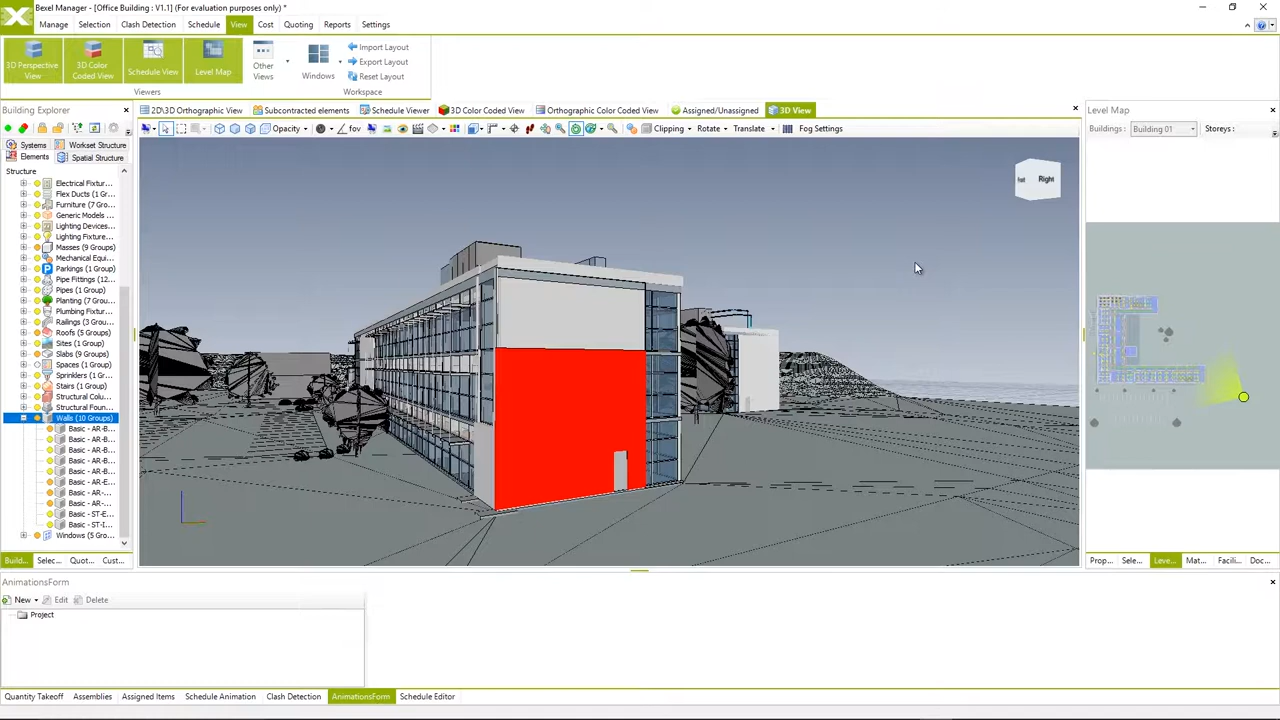 Bexel Manager - [Office Building : V1.1] (For evaluation purposes only) *
Manage Selection Clash Detection Schedule View Cost Quoting Reports Settings
3D Perspective View
3D Color Coded View
Schedule View
Level Map
Other Views
Windows
Import Layout
Export Layout
Reset Layout
Viewers
Workspace
Building Explorer
2D\3D Orthographic View Subcontracted elements Schedule Viewer 3D Color Coded View Orthographic Color Coded View Assigned/Unassigned 3D View
Opacity fov Clipping Rotate Translate Fog Settings
Systems Workset Structure
Elements Spatial Structure
Structure
Electrical Fixtur...
Flex Ducts (1 Gr...
Furniture (7 Gro...
Generic Models ...
Lighting Devices...
Lighting Fixture...
Masses (9 Groups)
Mechanical Equi...
Parkings (1 Group)
Pipe Fittings (12...
Pipes (1 Group)
Planting (7 Grou...
Plumbing Fixtur...
Railings (3 Grou...
Roofs (5 Groups)
Sites (1 Group)
Slabs (9 Groups)
Spaces (1 Group)
Sprinklers (1 Group)
Stairs (1 Group)
Structural Colu...
Structural Foun...
Walls (10 Groups)
Basic - AR-B...
Basic - AR-B...
Basic - AR-B...
Basic - AR-B...
Basic - AR-B...
Basic - AR-E...
Basic - AR-...
Basic - AR-...
Basic - ST-E...
Basic - ST-I...
Windows (5 Gro...
Build... Selec... Quot... Cust...
Right
Level Map
Buildings : Building 01 Storeys :
Prop... Sele... Leve... Mat... Facili... Doc...
AnimationsForm
New Edit Delete
Project
Quantity Takeoff Assemblies Assigned Items Schedule Animation Clash Detection AnimationsForm Schedule Editor